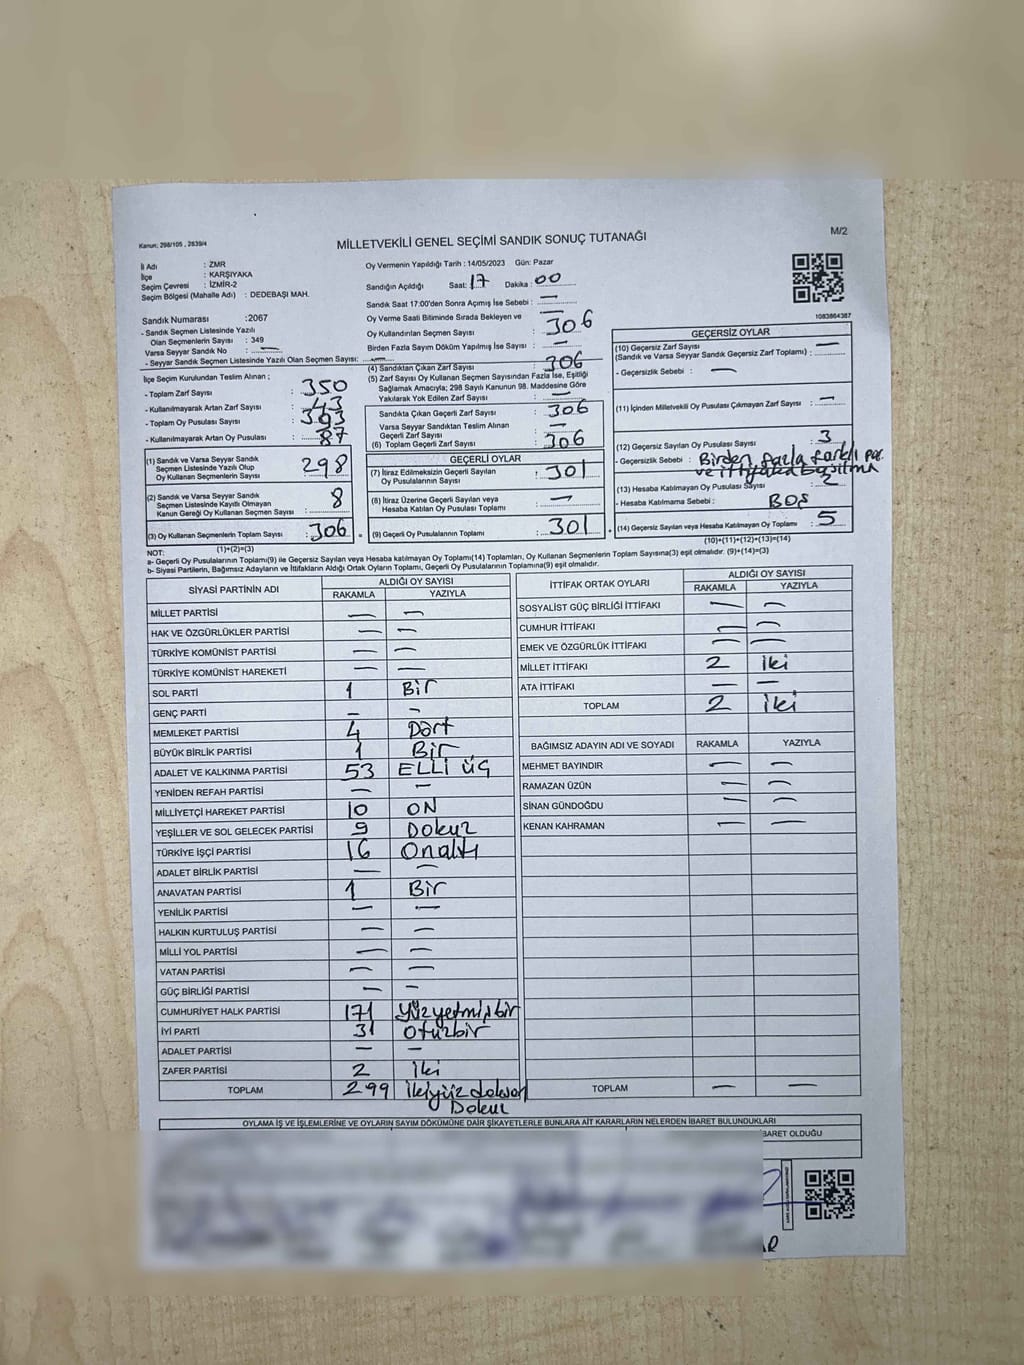 Kanun: 298/105 , 2839/4
MİLLETVEKİLİ GENEL SEÇİMİ SANDIK SONUÇ TUTANAĞI
M/2
İl Adı : ZMR
İlçe : KARŞIYAKA
Seçim Çevresi : İZMİR-2
Seçim Bölgesi (Mahalle Adı) : DEDEBAŞI MAH.
Sandık Numarası :2067
- Sandık Seçmen Listesinde Yazılı
Olan Seçmenlerin Sayısı : 349
Varsa Seyyar Sandık No : —
- Seyyar Sandık Seçmen Listesinde Yazılı Olan Seçmen Sayısı: —
İlçe Seçim Kurulundan Teslim Alınan ;
- Toplam Zarf Sayısı : 350
- Kullanılmayarak Artan Zarf Sayısı : 43
- Toplam Oy Pusulası Sayısı : 393
- Kullanılmayarak Artan Oy Pusulası : 87
(1) Sandık ve Varsa Seyyar Sandık
Seçmen Listesinde Yazılı Olup
Oy Kullanan Seçmenlerin Sayısı : 298
(2) Sandık ve Varsa Seyyar Sandık
Seçmen Listesinde Kayıtlı Olmayan
Kanun Gereği Oy Kullanan Seçmen Sayısı : 8
(3) Oy Kullanan Seçmenlerin Toplam Sayısı : 306
(1)+(2)=(3)
Oy Vermenin Yapıldığı Tarih : 14/05/2023 Gün: Pazar
Sandığın Açıldığı Saat: 17 Dakika : 00
Sandık Saat 17:00'den Sonra Açılmış İse Sebebi : —
Oy Verme Saati Bitiminde Sırada Bekleyen ve
Oy Kullandırılan Seçmen Sayısı : 306
Birden Fazla Sayım Döküm Yapılmış İse Sayısı : —
(4) Sandıktan Çıkan Zarf Sayısı : 306
(5) Zarf Sayısı Oy Kullanan Seçmen Sayısından Fazla İse, Eşitliği
Sağlamak Amacıyla; 298 Sayılı Kanunun 98. Maddesine Göre
Yakılarak Yok Edilen Zarf Sayısı : —
Sandıkta Çıkan Geçerli Zarf Sayısı : 306
Varsa Seyyar Sandıktan Teslim Alınan
Geçerli Zarf Sayısı : —
(6) Toplam Geçerli Zarf Sayısı : 306
GEÇERLİ OYLAR
(7) İtiraz Edilmeksizin Geçerli Sayılan
Oy Pusulalarının Sayısı : 301
(8) İtiraz Üzerine Geçerli Sayılan veya
Hesaba Katılan Oy Pusulası Toplamı : —
(9) Geçerli Oy Pusulalarının Toplamı : 301
1083864387
GEÇERSİZ OYLAR
(10) Geçersiz Zarf Sayısı —
(Sandık ve Varsa Seyyar Sandık Geçersiz Zarf Toplamı) :
- Geçersizlik Sebebi : —
(11) İçinden Milletvekili Oy Pusulası Çıkmayan Zarf Sayısı : —
(12) Geçersiz Sayılan Oy Pusulası Sayısı : 3
- Geçersizlik Sebebi : Birden fazla farklı par.
ve ittifaka basılma
(13) Hesaba Katılmayan Oy Pusulası Sayısı : 2
- Hesaba Katılmama Sebebi : BOŞ
(14) Geçersiz Sayılan veya Hesaba Katılmayan Oy Toplamı : 5
(10)+(11)+(12)+(13)=(14)
NOT:
a- Geçerli Oy Pusulaların Toplamı(9) ile Geçersiz Sayılan veya Hesaba katılmayan Oy Toplamı(14) Toplamları, Oy Kullanan Seçmenlerin Toplam Sayısına(3) eşit olmalıdır. (9)+(14)=(3)
b- Siyasi Partilerin, Bağımsız Adayların ve İttifakların Aldığı Ortak Oyların Toplamı, Geçerli Oy Pusulalarının Toplamına(9) eşit olmalıdır.
SİYASİ PARTİNİN ADI ALDIĞI OY SAYISI
RAKAMLA YAZIYLA
MİLLET PARTİSİ — —
HAK VE ÖZGÜRLÜKLER PARTİSİ — —
TÜRKİYE KOMÜNİST PARTİSİ — —
TÜRKİYE KOMÜNİST HAREKETİ — —
SOL PARTİ 1 Bir
GENÇ PARTİ — —
MEMLEKET PARTİSİ 4 Dört
BÜYÜK BİRLİK PARTİSİ 1 Bir
ADALET VE KALKINMA PARTİSİ 53 ELLİ ÜÇ
YENİDEN REFAH PARTİSİ — —
MİLLİYETÇİ HAREKET PARTİSİ 10 ON
YEŞİLLER VE SOL GELECEK PARTİSİ 9 Dokuz
TÜRKİYE İŞÇİ PARTİSİ 16 Onaltı
ADALET BİRLİK PARTİSİ — —
ANAVATAN PARTİSİ 1 Bir
YENİLİK PARTİSİ — —
HALKIN KURTULUŞ PARTİSİ — —
MİLLİ YOL PARTİSİ — —
VATAN PARTİSİ — —
GÜÇ BİRLİĞİ PARTİSİ — —
CUMHURİYET HALK PARTİSİ 171 Yüzyetmişbir
İYİ PARTİ 31 Otuzbir
ADALET PARTİSİ — —
ZAFER PARTİSİ 2 İki
TOPLAM 299 İkiyüz doksan
Dokuz
İTTİFAK ORTAK OYLARI ALDIĞI OY SAYISI
RAKAMLA YAZIYLA
SOSYALİST GÜÇ BİRLİĞİ İTTİFAKI — —
CUMHUR İTTİFAKI — —
EMEK VE ÖZGÜRLÜK İTTİFAKI — —
MİLLET İTTİFAKI 2 İki
ATA İTTİFAKI — —
TOPLAM 2 İki
BAĞIMSIZ ADAYIN ADI VE SOYADI RAKAMLA YAZIYLA
MEHMET BAYINDIR — —
RAMAZAN ÜZÜN — —
SİNAN GÜNDOĞDU — —
KENAN KAHRAMAN — —
TOPLAM — —
OYLAMA İŞ VE İŞLEMLERİNE VE OYLARIN SAYIM DÖKÜMÜNE DAİR ŞİKAYETLERLE BUNLARA AİT KARARLARIN NELERDEN İBARET BULUNDUKLARI
BARET OLDUĞU